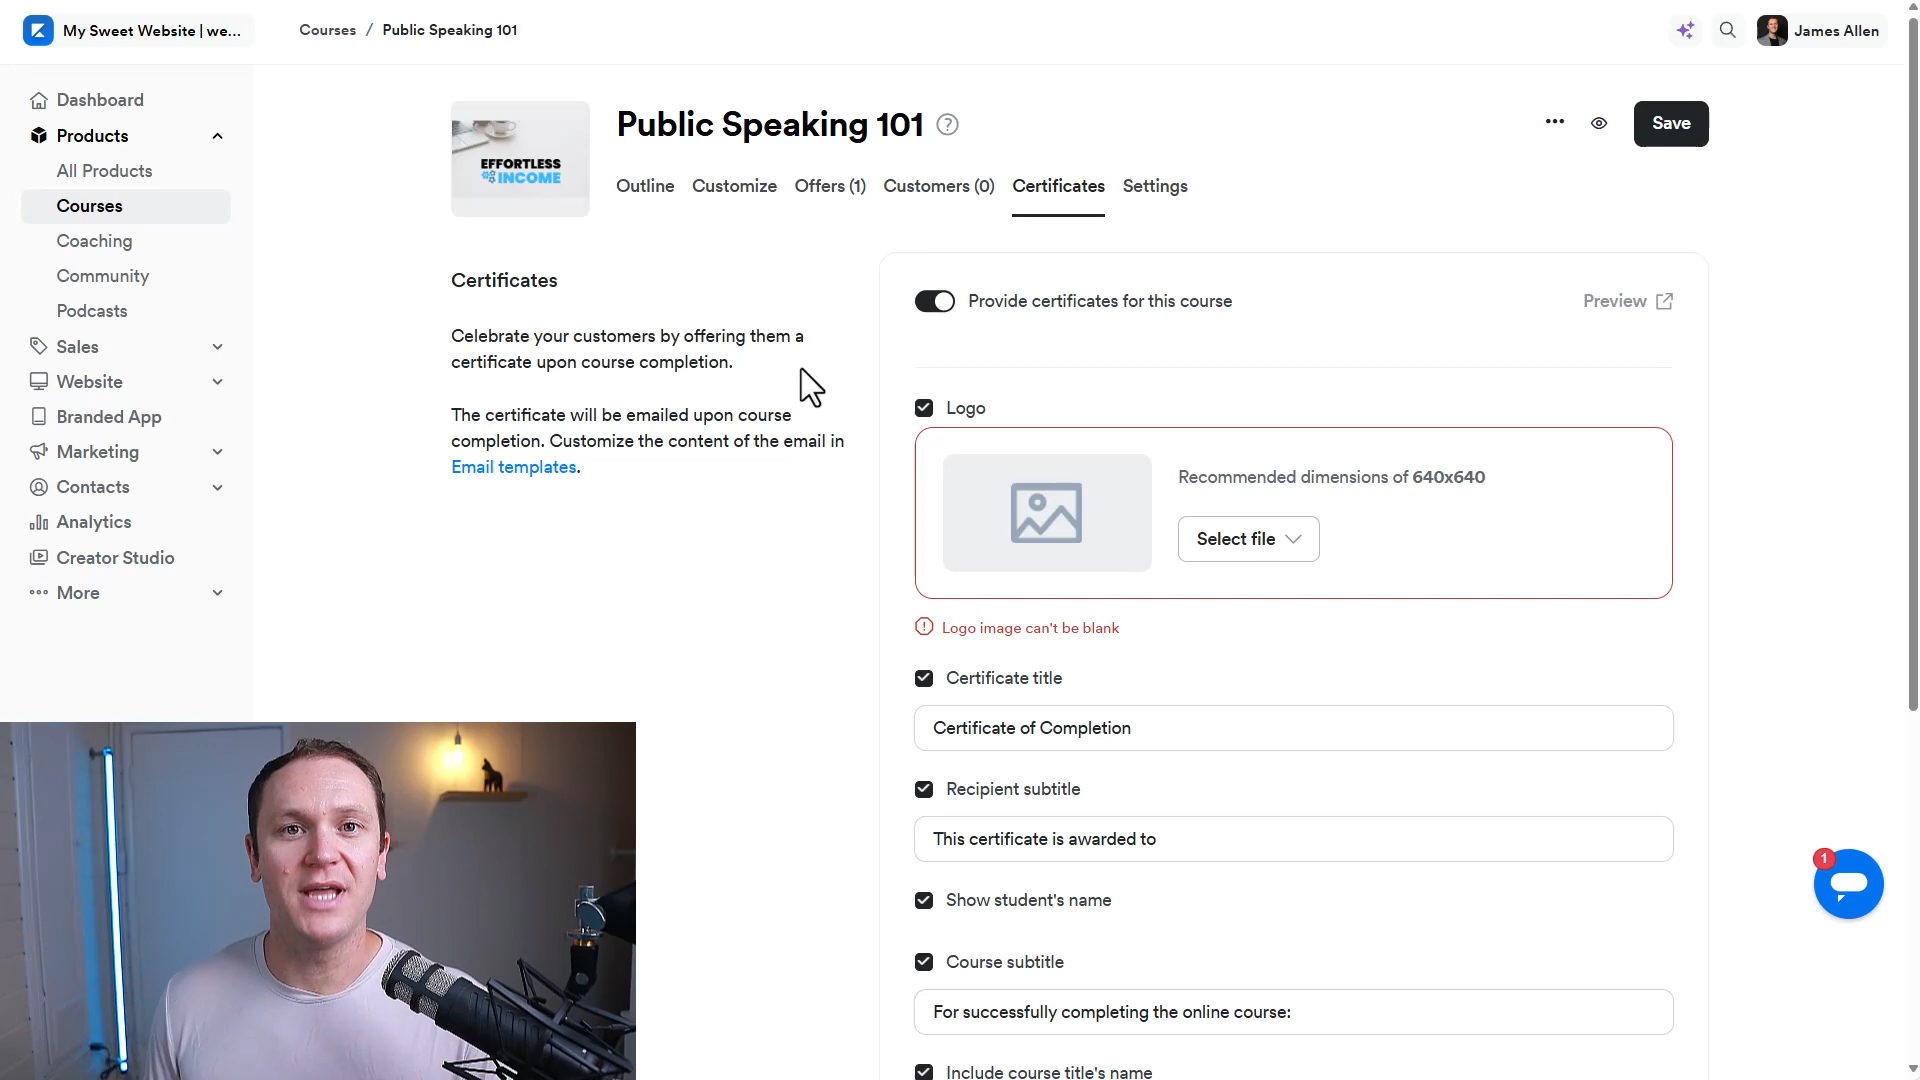 My Sweet Website | we...
Courses / Public Speaking 101
James Allen
Dashboard
Products
All Products
Courses
Coaching
Community
Podcasts
Sales
Website
Branded App
Marketing
Contacts
Analytics
Creator Studio
More
EFFORTLESS
INCOME
Public Speaking 101
Save
Outline
Customize
Offers (1)
Customers (0)
Certificates
Settings
Certificates
Celebrate your customers by offering them a
certificate upon course completion.
The certificate will be emailed upon course
completion. Customize the content of the email in
Email templates.
Provide certificates for this course
Preview
Logo
Recommended dimensions of 640x640
Select file
Logo image can't be blank
Certificate title
Certificate of Completion
Recipient subtitle
This certificate is awarded to
Show student's name
Course subtitle
For successfully completing the online course:
Include course title's name
1